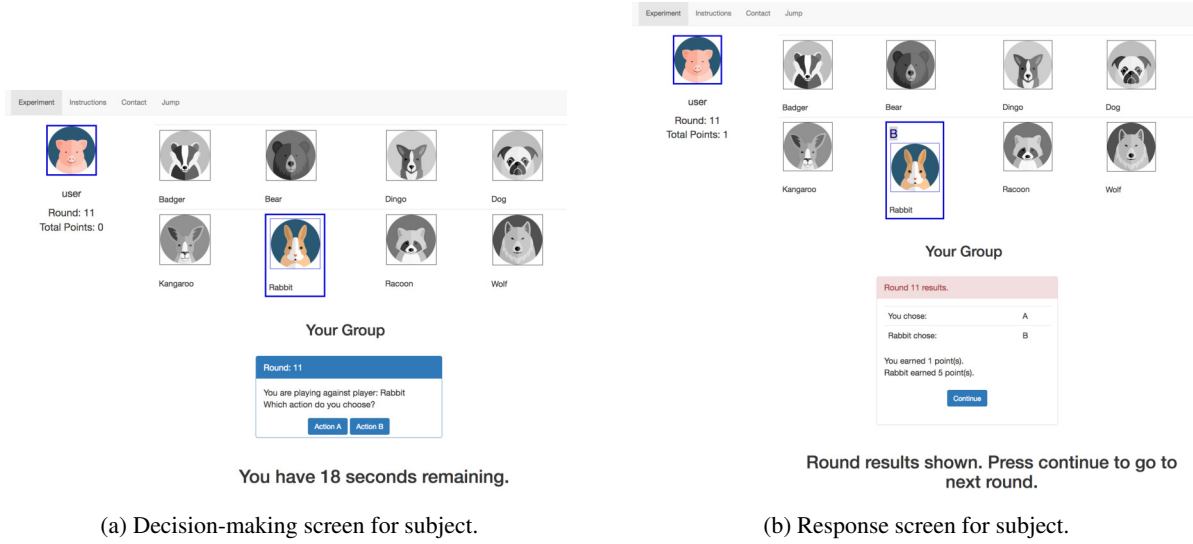 Experiment Instructions Contact Jump
user
Round: 11
Total Points: 0
Badger Bear Dingo Dog
Kangaroo Rabbit Racoon Wolf
Your Group
Round: 11
You are playing against player: Rabbit
Which action do you choose?
Action A Action B
You have 18 seconds remaining.
(a) Decision-making screen for subject.
Experiment Instructions Contact Jump
user
Round: 11
Total Points: 1
Badger Bear Dingo Dog
B
Kangaroo Rabbit Racoon Wolf
Your Group
Round 11 results.
You chose: A
Rabbit chose: B
You earned 1 point(s).
Rabbit earned 5 point(s).
Continue
Round results shown. Press continue to go to
next round.
(b) Response screen for subject.